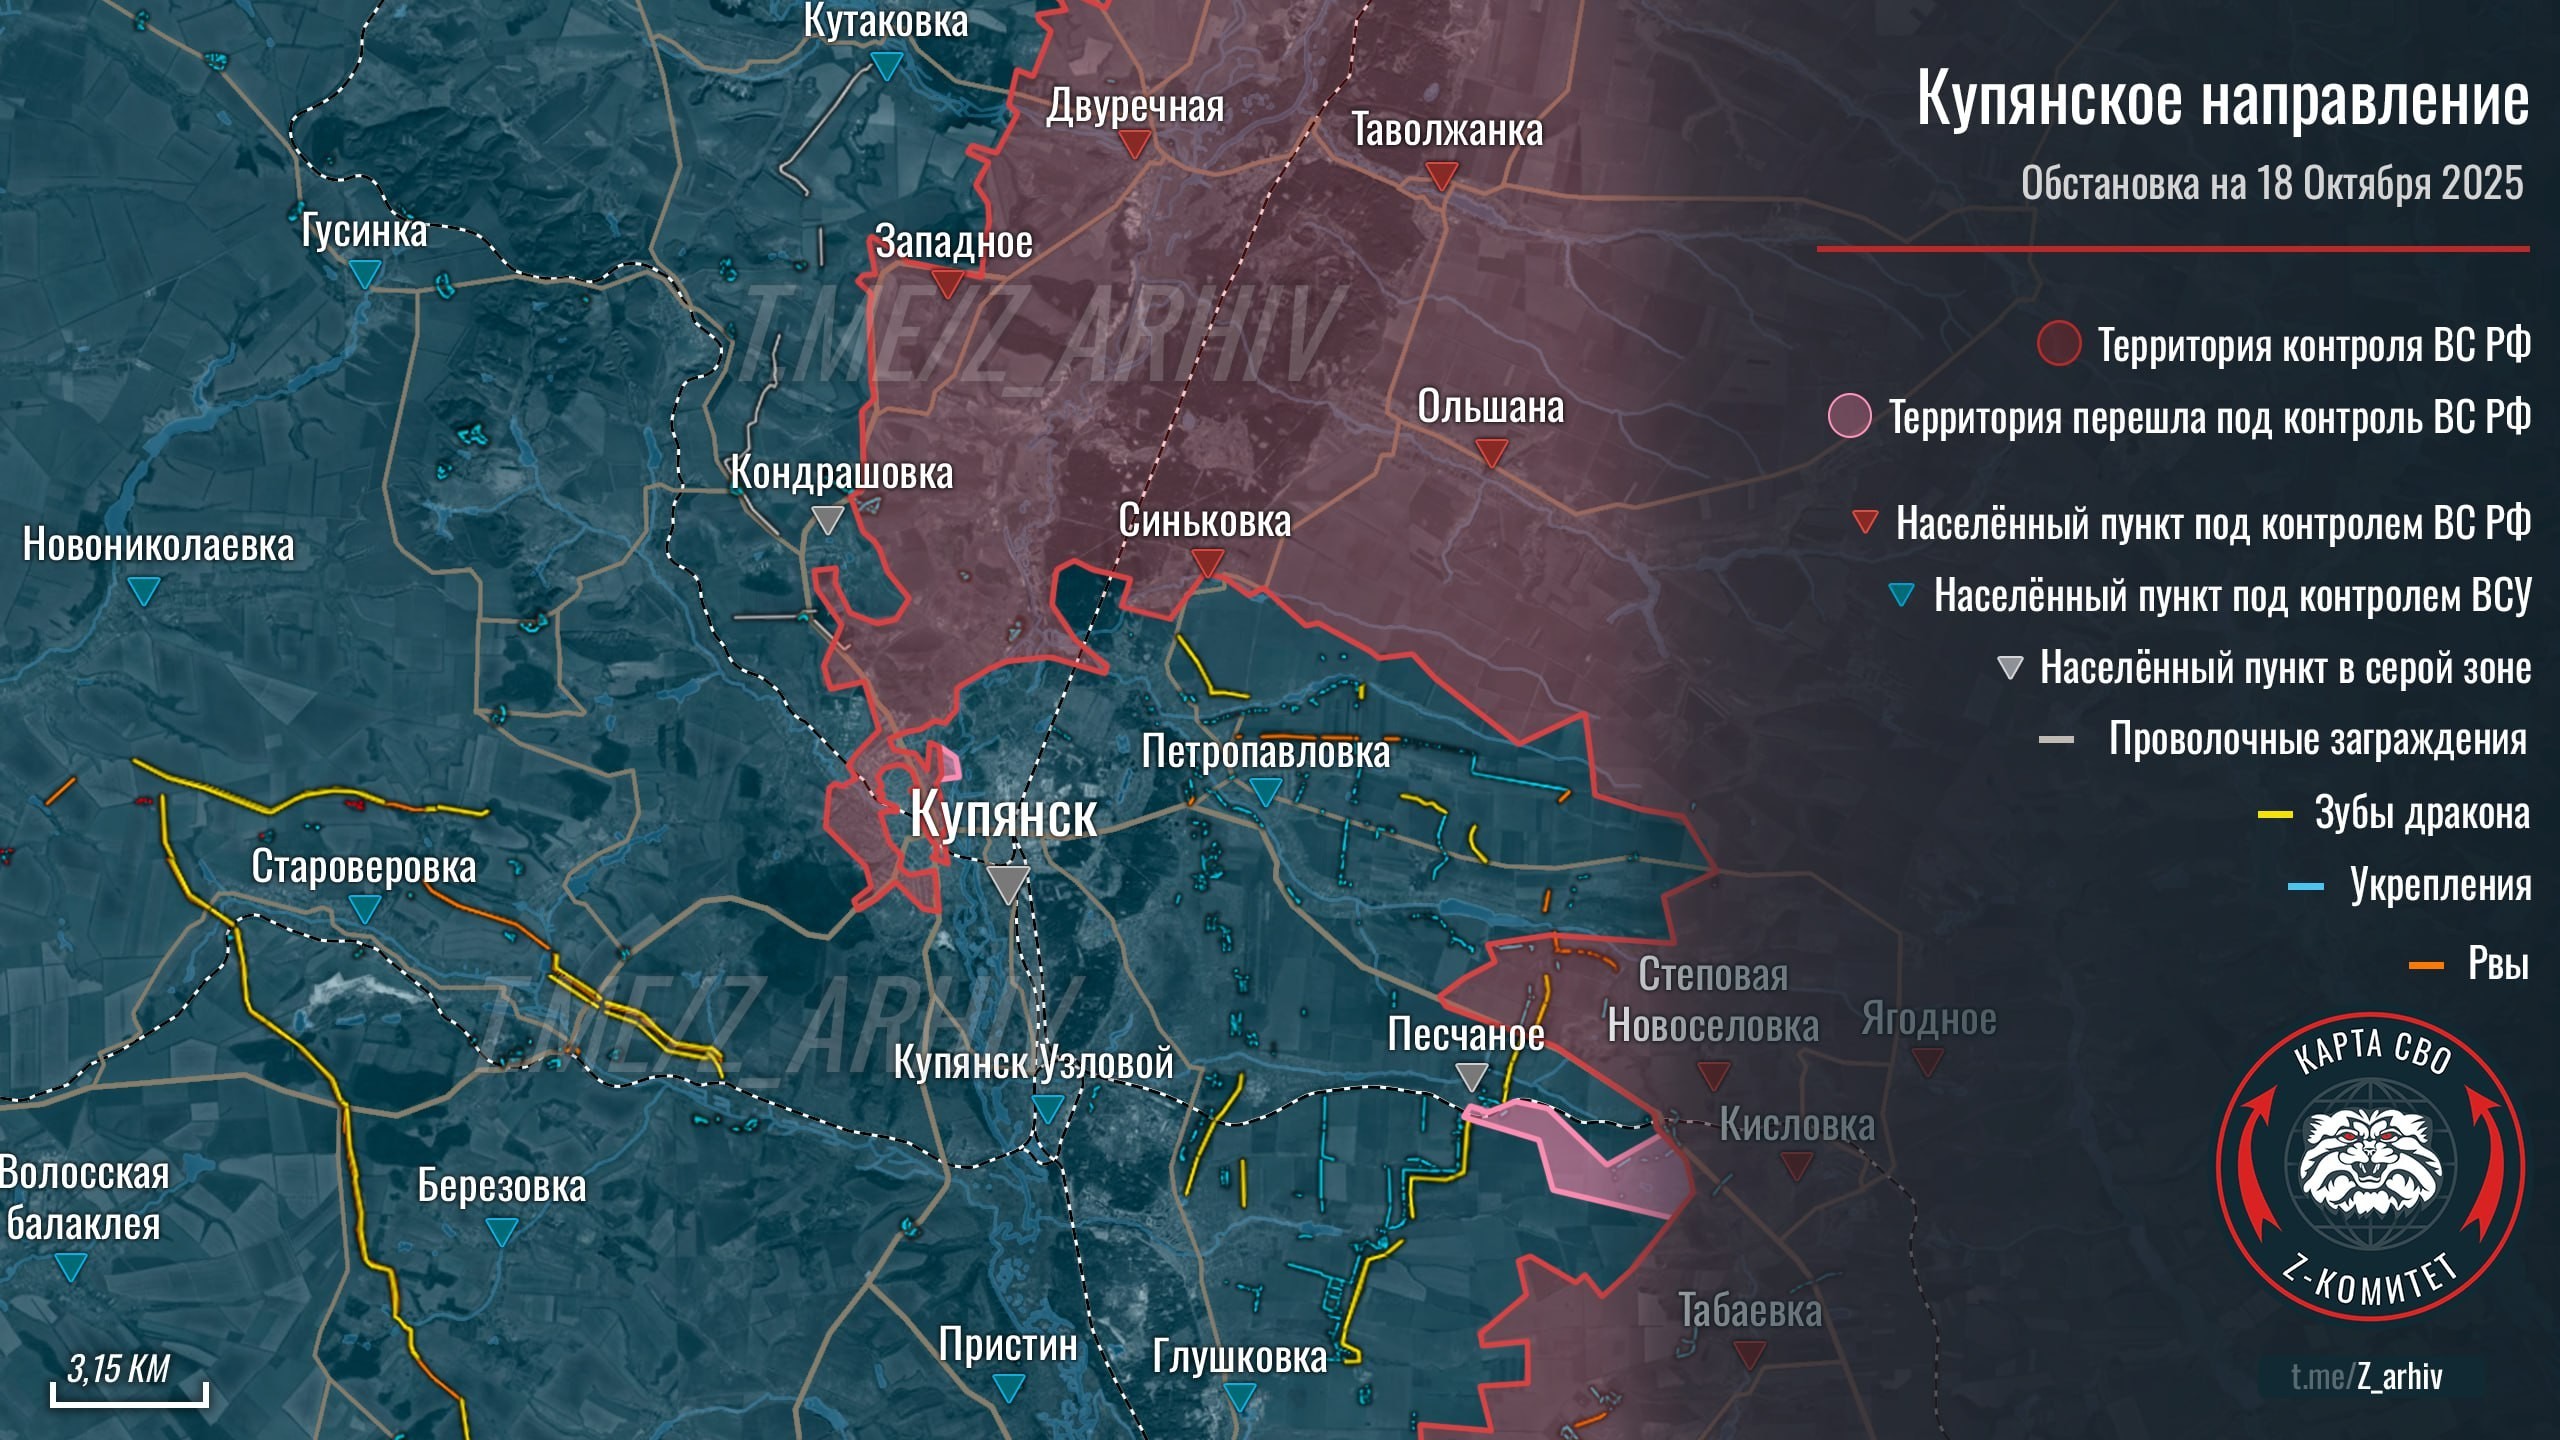 Купянское направление
Обстановка на 18 Октября 2025
Территория контроля ВС РФ
Территория перешла под контроль ВС РФ
Населённый пункт под контролем ВС РФ
Населённый пункт под контролем ВСУ
Населённый пункт в серой зоне
Проволочные заграждения
Зубы дракона
Укрепления
Рвы
КАРТА СВО
Z-КОМИТЕТ
t.me/Z_arhiv
Кутаковка
Двуречная
Таволжанка
Гусинка
Западное
T.ME/Z_ARHIV
Ольшана
Кондрашовка
Синьковка
Новониколаевка
Петропавловка
Купянск
Староверовка
T.ME/Z_ARHIV
Степовая
Новоселовка
Ягодное
Песчаное
Купянск Узловой
Кисловка
Волосская
балаклея
Березовка
Табаевка
Пристин
Глушковка
3,15 КМ